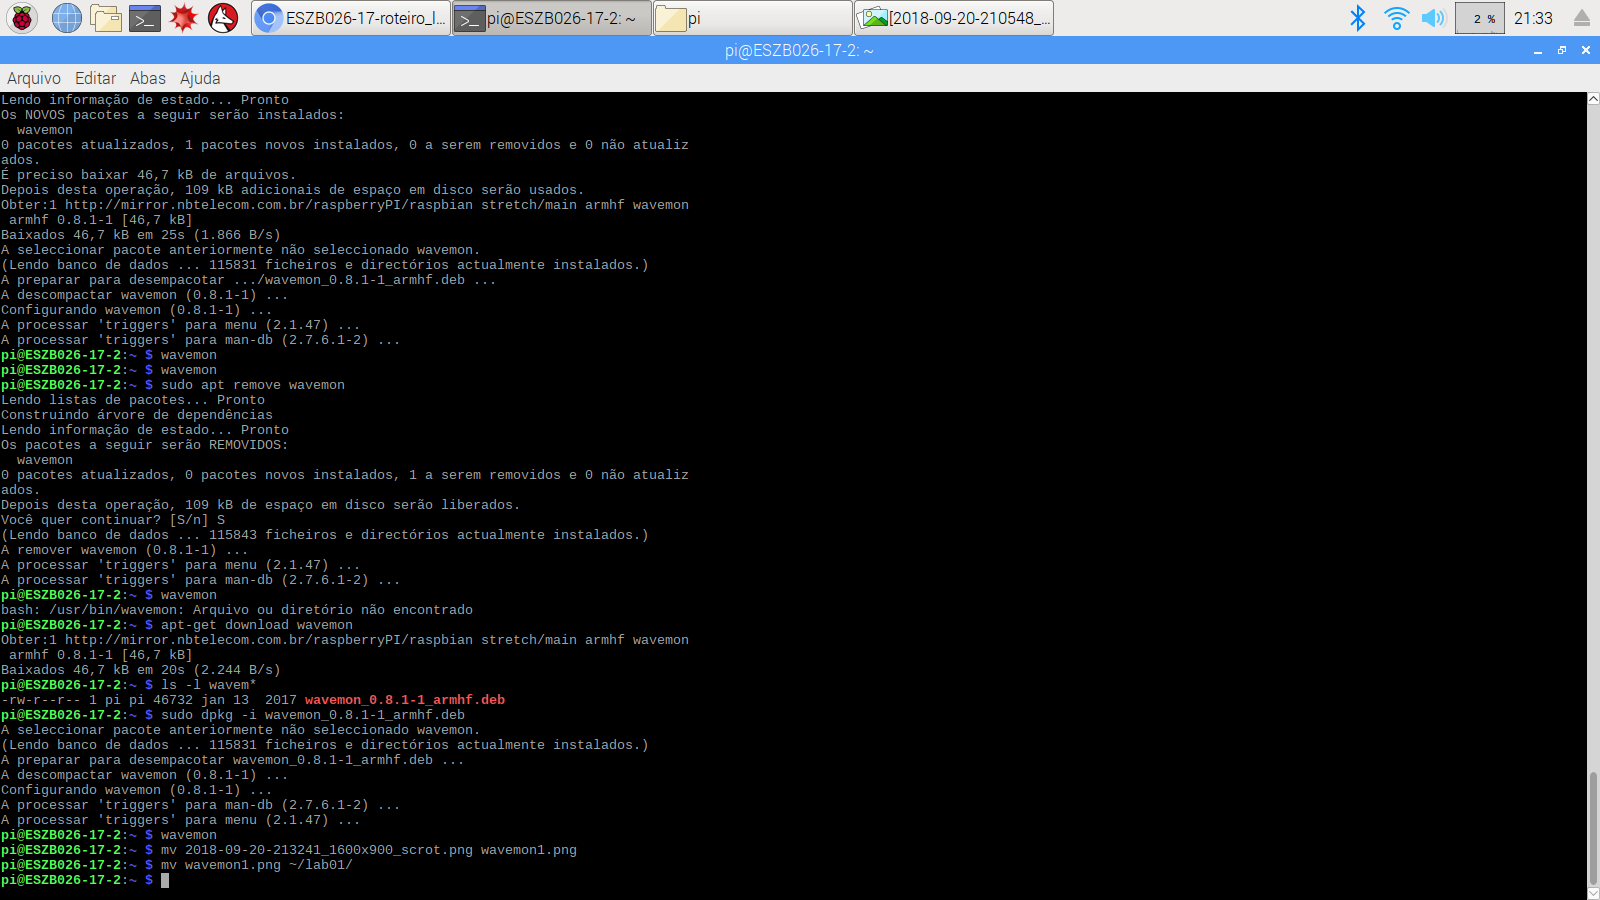 ESZB026-17-roteiro_l...
pi@ESZB026-17-2: ~
pi
[2018-09-20-210548_...
2 %
21:33
pi@ESZB026-17-2: ~
Arquivo Editar Abas Ajuda
Lendo informação de estado... Pronto
Os NOVOS pacotes a seguir serão instalados:
  wavemon
0 pacotes atualizados, 1 pacotes novos instalados, 0 a serem removidos e 0 não atualiz
ados.
É preciso baixar 46,7 kB de arquivos.
Depois desta operação, 109 kB adicionais de espaço em disco serão usados.
Obter:1 http://mirror.nbtelecom.com.br/raspberryPI/raspbian stretch/main armhf wavemon
 armhf 0.8.1-1 [46,7 kB]
Baixados 46,7 kB em 25s (1.866 B/s)
A seleccionar pacote anteriormente não seleccionado wavemon.
(Lendo banco de dados ... 115831 ficheiros e directórios actualmente instalados.)
A preparar para desempacotar .../wavemon_0.8.1-1_armhf.deb ...
A descompactar wavemon (0.8.1-1) ...
Configurando wavemon (0.8.1-1) ...
A processar 'triggers' para menu (2.1.47) ...
A processar 'triggers' para man-db (2.7.6.1-2) ...
pi@ESZB026-17-2:~ $ wavemon
pi@ESZB026-17-2:~ $ wavemon
pi@ESZB026-17-2:~ $ sudo apt remove wavemon
Lendo listas de pacotes... Pronto
Construindo árvore de dependências
Lendo informação de estado... Pronto
Os pacotes a seguir serão REMOVIDOS:
  wavemon
0 pacotes atualizados, 0 pacotes novos instalados, 1 a serem removidos e 0 não atualiz
ados.
Depois desta operação, 109 kB de espaço em disco serão liberados.
Você quer continuar? [S/n] S
(Lendo banco de dados ... 115843 ficheiros e directórios actualmente instalados.)
A remover wavemon (0.8.1-1) ...
A processar 'triggers' para menu (2.1.47) ...
A processar 'triggers' para man-db (2.7.6.1-2) ...
pi@ESZB026-17-2:~ $ wavemon
bash: /usr/bin/wavemon: Arquivo ou diretório não encontrado
pi@ESZB026-17-2:~ $ apt-get download wavemon
Obter:1 http://mirror.nbtelecom.com.br/raspberryPI/raspbian stretch/main armhf wavemon
 armhf 0.8.1-1 [46,7 kB]
Baixados 46,7 kB em 20s (2.244 B/s)
pi@ESZB026-17-2:~ $ ls -l wavem*
-rw-r--r-- 1 pi pi 46732 jan 13  2017 wavemon_0.8.1-1_armhf.deb
pi@ESZB026-17-2:~ $ sudo dpkg -i wavemon_0.8.1-1_armhf.deb
A seleccionar pacote anteriormente não seleccionado wavemon.
(Lendo banco de dados ... 115831 ficheiros e directórios actualmente instalados.)
A preparar para desempacotar wavemon_0.8.1-1_armhf.deb ...
A descompactar wavemon (0.8.1-1) ...
Configurando wavemon (0.8.1-1) ...
A processar 'triggers' para man-db (2.7.6.1-2) ...
A processar 'triggers' para menu (2.1.47) ...
pi@ESZB026-17-2:~ $ wavemon
pi@ESZB026-17-2:~ $ mv 2018-09-20-213241_1600x900_scrot.png wavemon1.png
pi@ESZB026-17-2:~ $ mv wavemon1.png ~/lab01/
pi@ESZB026-17-2:~ $